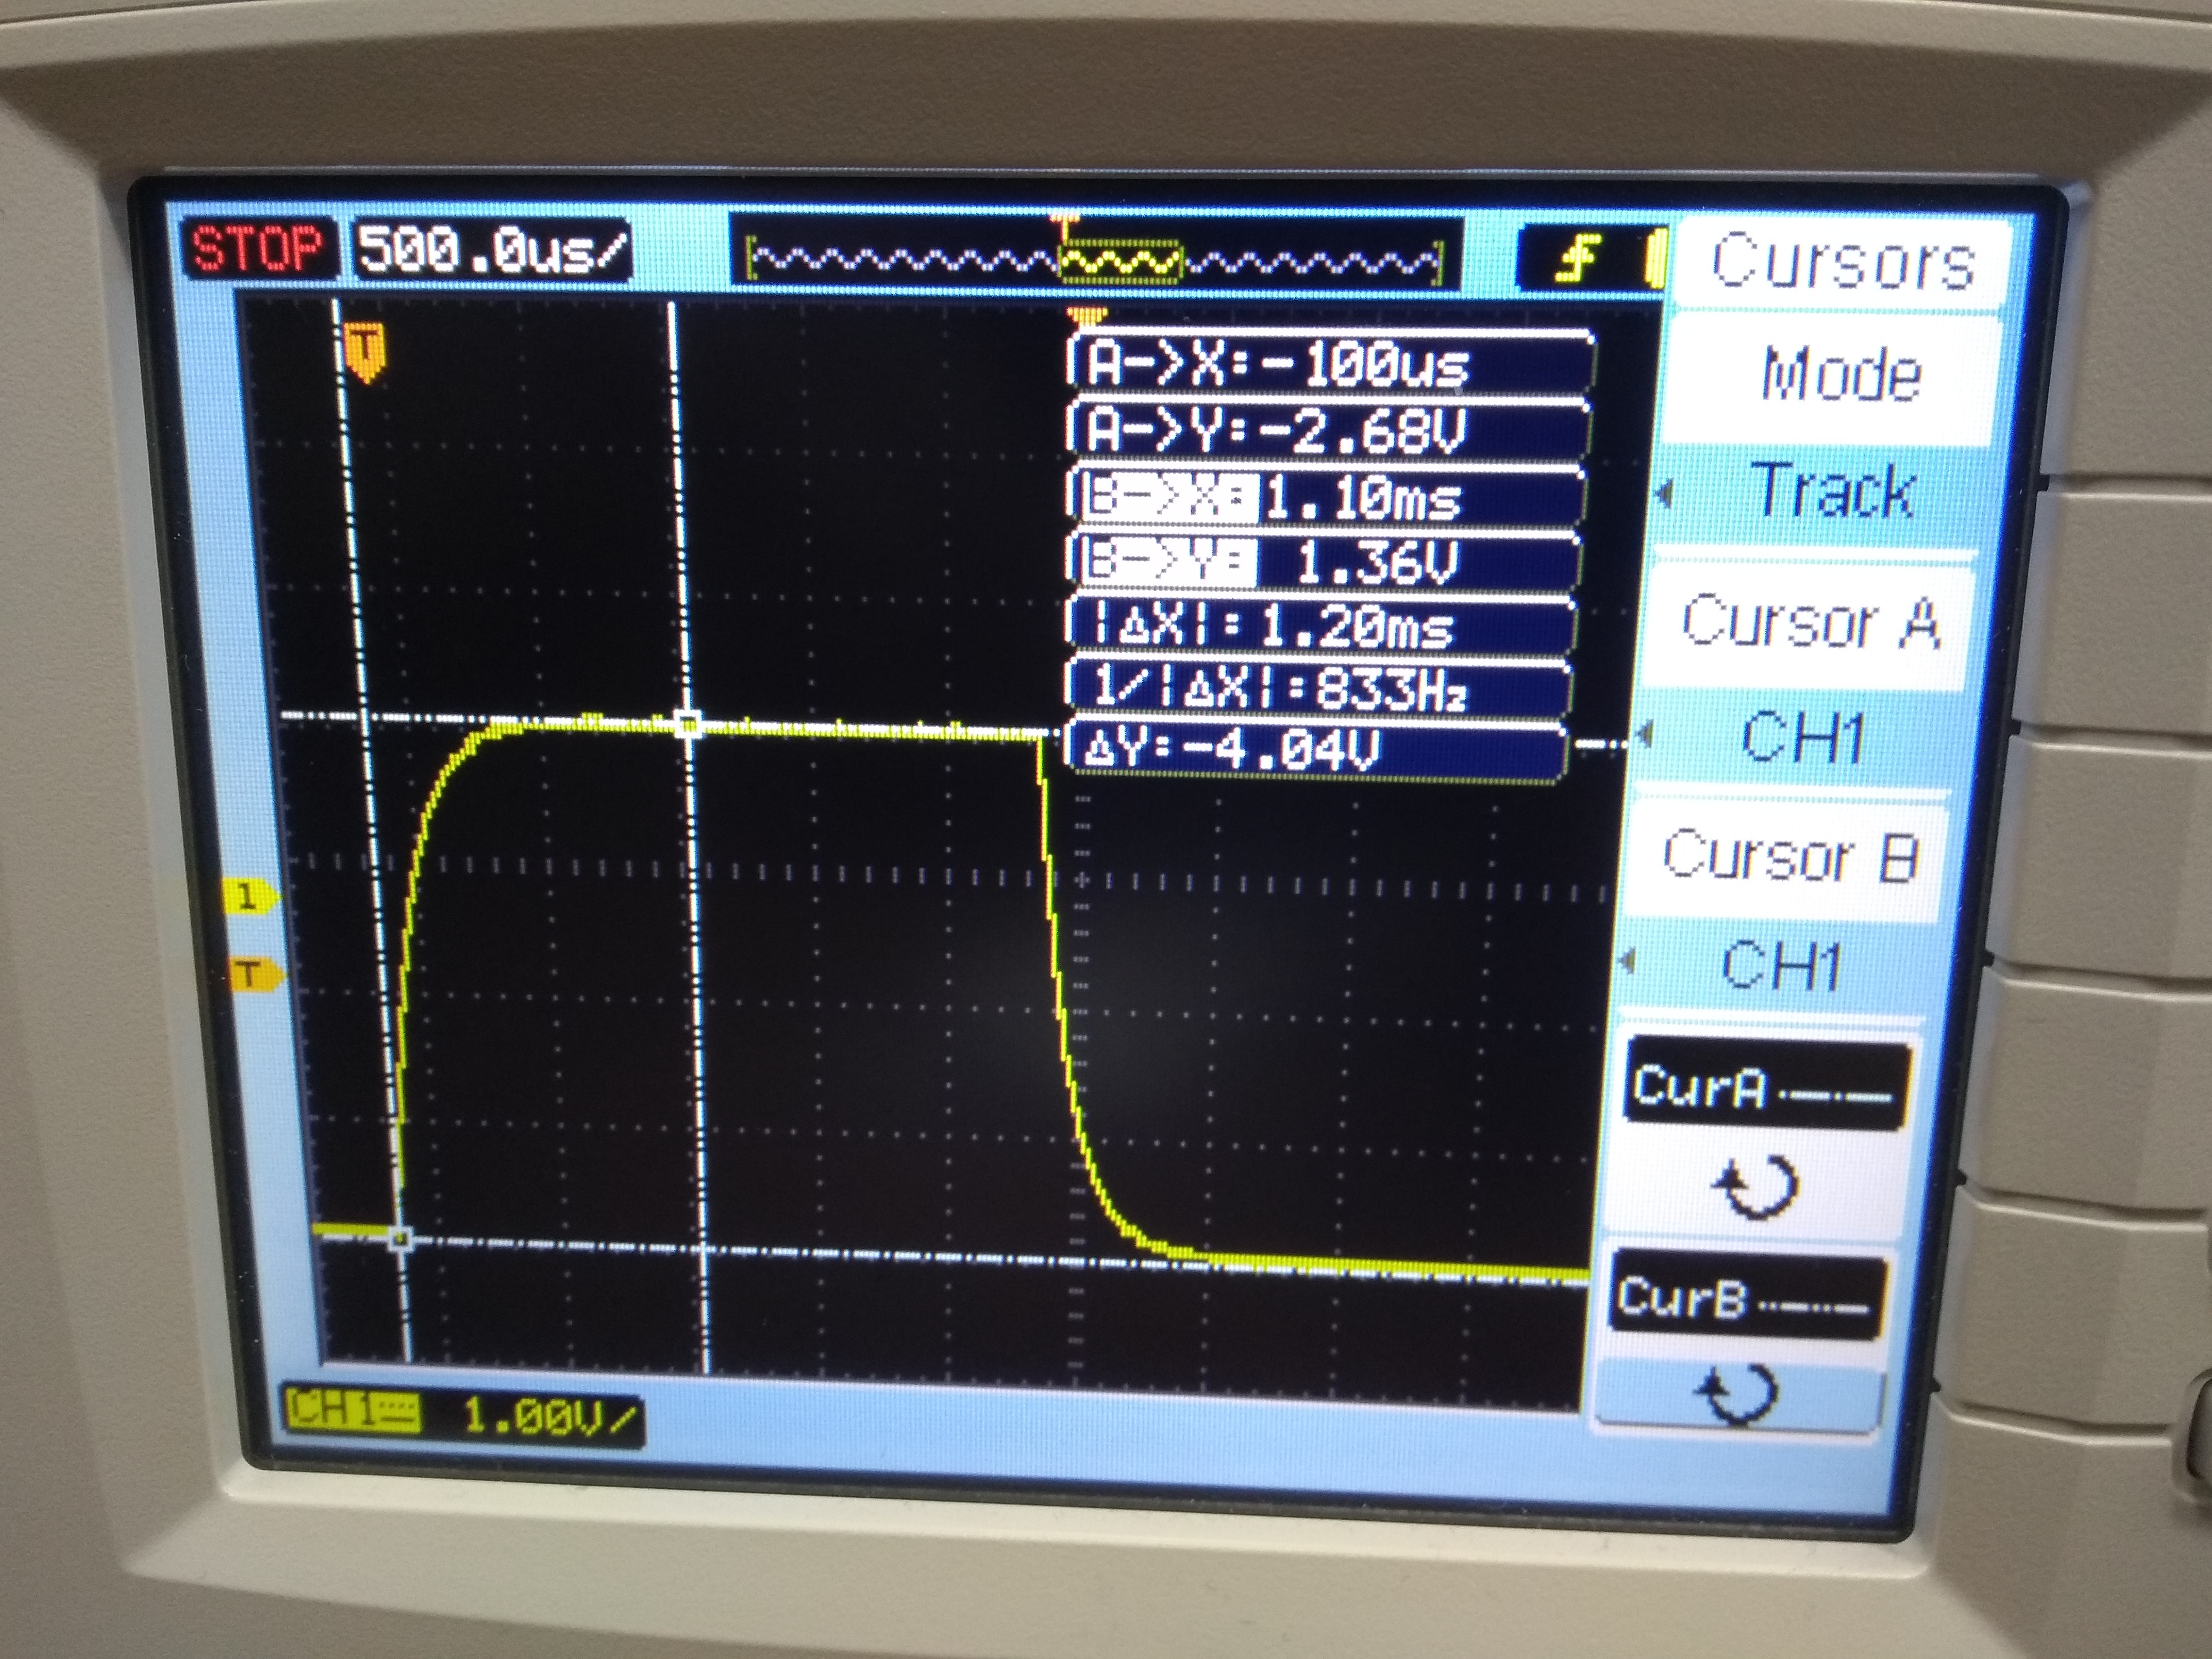 STOP 500.0us/
T
Cursors
Mode
Track
Cursor A
CH1
Cursor B
CH1
CurA
CurB
T
A->X:-100us
A->Y:-2.68V
B->X: 1.10ms
B->Y: 1.36V
|ΔX|: 1.20ms
1/|ΔX|:833Hz
ΔY:-4.04V
1
T
CH1 1.00V/